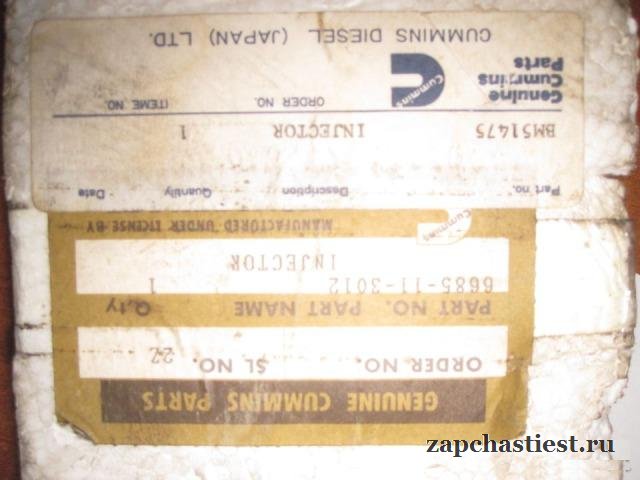 GENUINE CUMMINS PARTS
ORDER NO. SL NO. 22
PART NO. PART NAME Q,ty
6685-11-3012 INJECTOR 1
MANUFACTURED UNDER LICENSE BY
Cummins
Part no. Description Quantity Date
BM51475 INJECTOR 1
Genuine
Cummins
Parts
Cummins
ORDER NO. ITEME NO.
CUMMINS DIESEL (JAPAN) LTD.
zapchastiest.ru